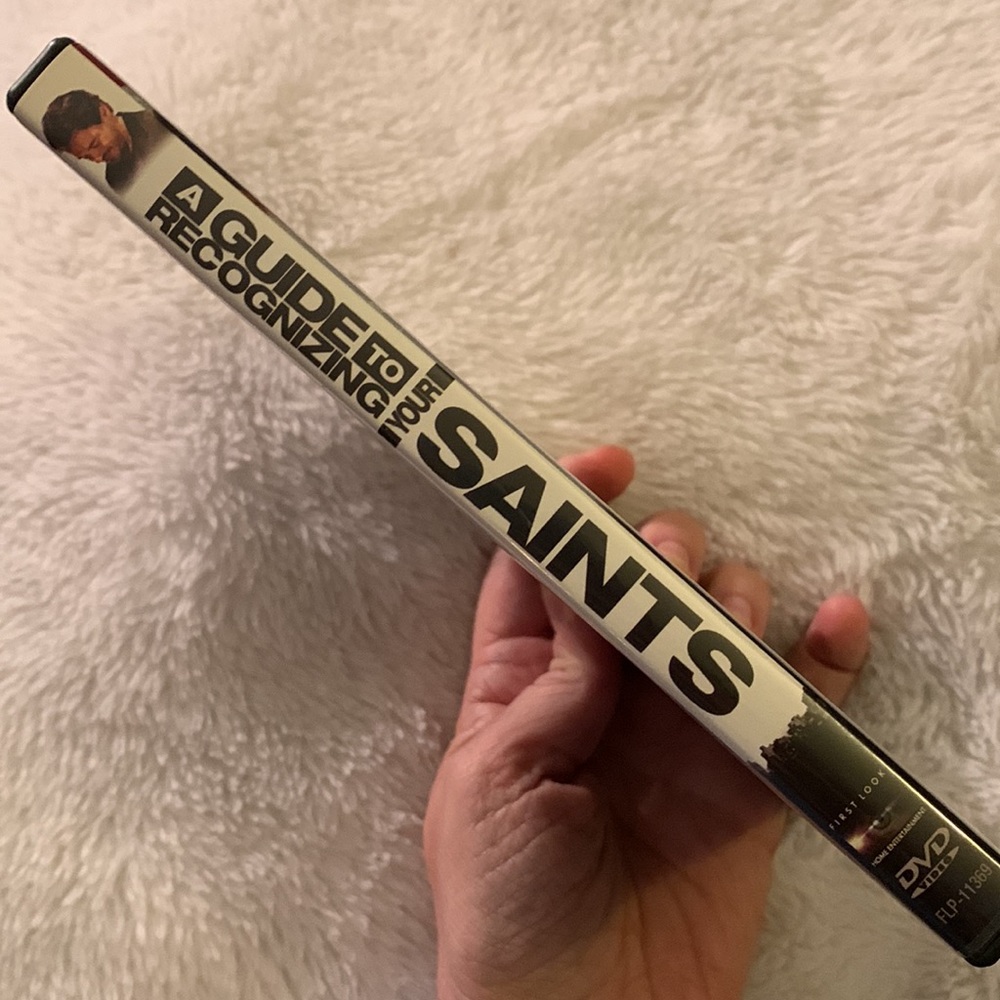 A GUIDE TO
RECOGNIZING
YOUR
SAINTS
FIRST LOOK
HOME ENTERTAINMENT
DVD
VIDEO
FLP-11369